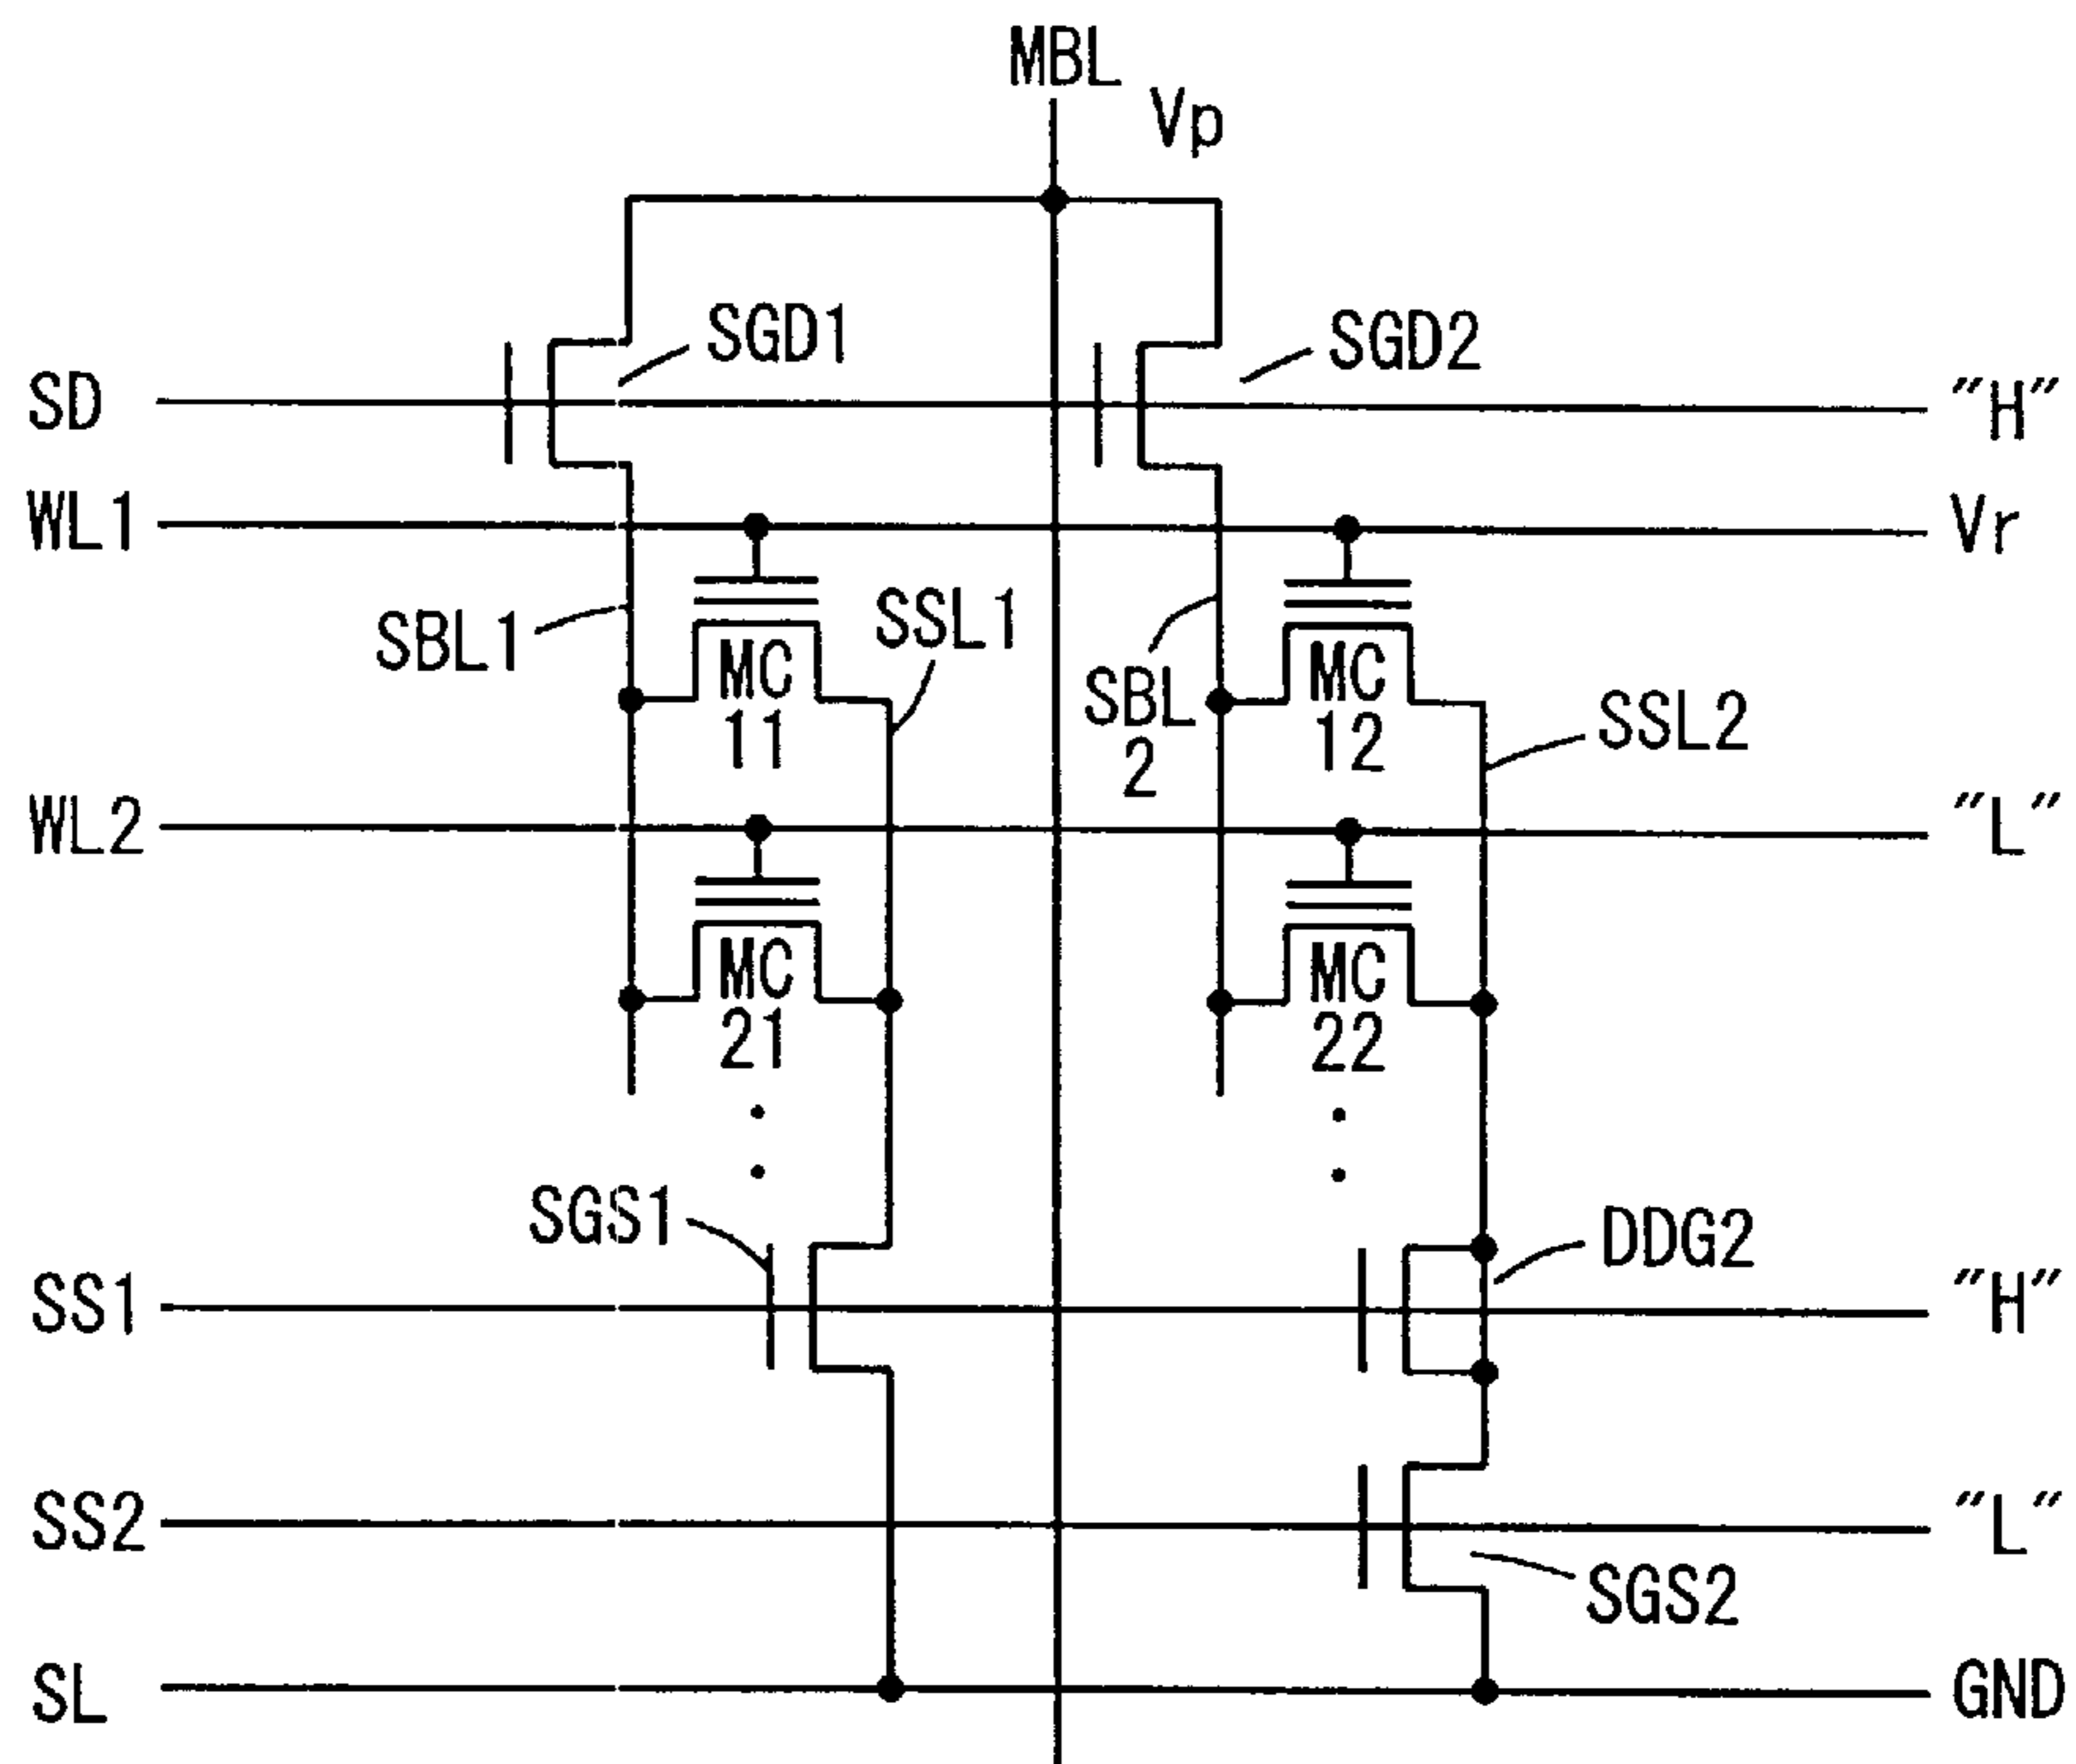 MBL
Vp
SGD1
SGD2
SD
"H"
WL1
Vr
SBL1
MC
11
SSL1
SBL
2
MC
12
SSL2
WL2
"L"
MC
21
MC
22
SGS1
DDG2
SS1
"H"
SS2
"L"
SGS2
SL
GND